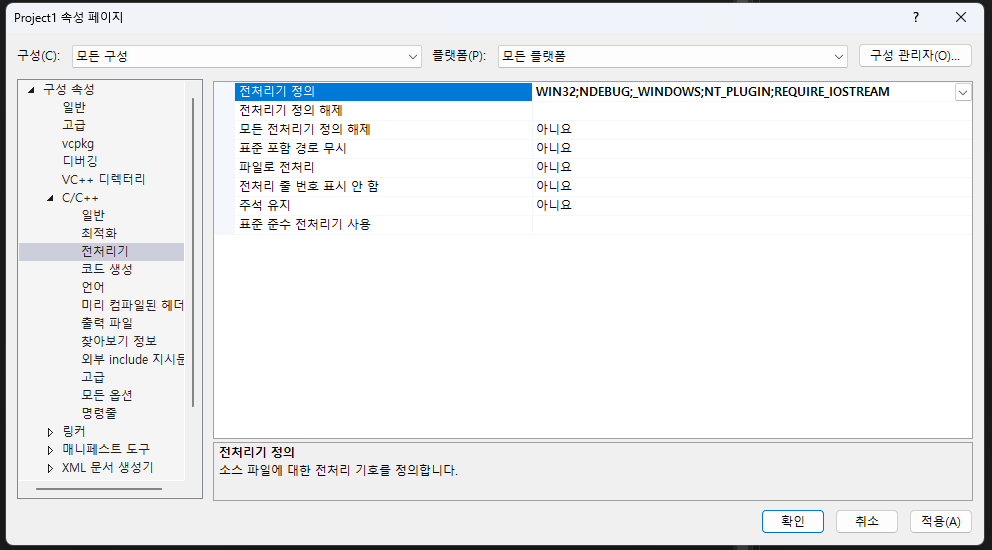 Project1 속성 페이지
?
구성(C): 모든 구성 플랫폼(P): 모든 플랫폼 구성 관리자(O)...
구성 속성
일반
고급
vcpkg
디버깅
VC++ 디렉터리
C/C++
일반
최적화
전처리기
코드 생성
언어
미리 컴파일된 헤더
출력 파일
찾아보기 정보
외부 include 지시문
고급
모든 옵션
명령줄
링커
매니페스트 도구
XML 문서 생성기
전처리기 정의 WIN32;NDEBUG;_WINDOWS;NT_PLUGIN;REQUIRE_IOSTREAM
전처리기 정의 해제
모든 전처리기 정의 해제 아니요
표준 포함 경로 무시 아니요
파일로 전처리 아니요
전처리 줄 번호 표시 안 함 아니요
주석 유지 아니요
표준 준수 전처리기 사용
전처리기 정의
소스 파일에 대한 전처리 기호를 정의합니다.
확인 취소 적용(A)